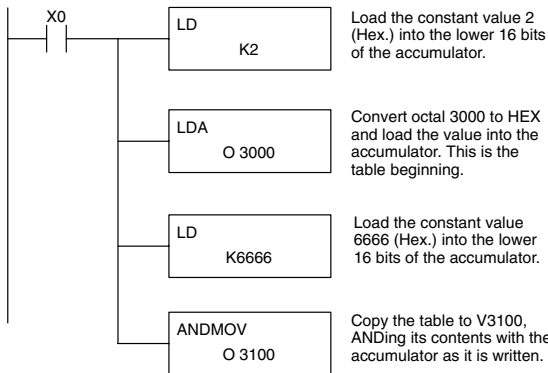 X0
LD
K2
Load the constant value 2
(Hex.) into the lower 16 bits
of the accumulator.
LDA
O 3000
Convert octal 3000 to HEX
and load the value into the
accumulator. This is the
table beginning.
LD
K6666
Load the constant value
6666 (Hex.) into the lower
16 bits of the accumulator.
ANDMOV
O 3100
Copy the table to V3100,
ANDing its contents with the
accumulator as it is written.